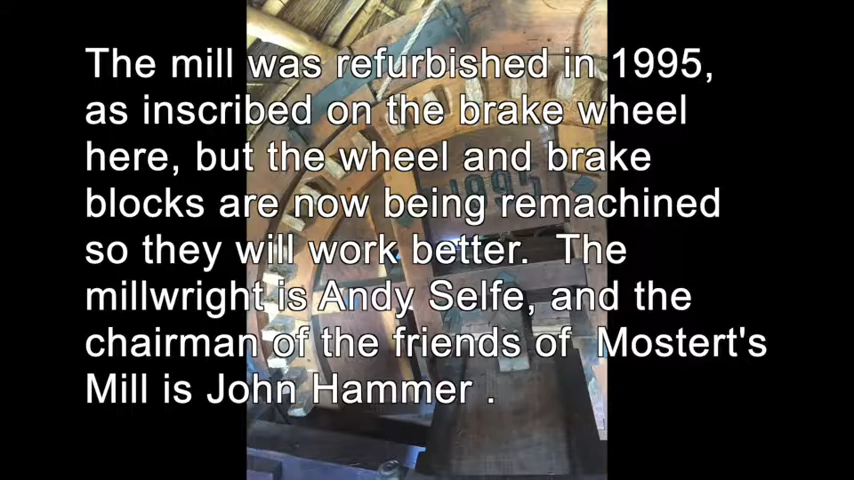 The mill was refurbished in 1995,
as inscribed on the brake wheel
here, but the wheel and brake
blocks are now being remachined
so they will work better.  The
millwright is Andy Selfe, and the
chairman of the friends of  Mostert's
Mill is John Hammer .
1995